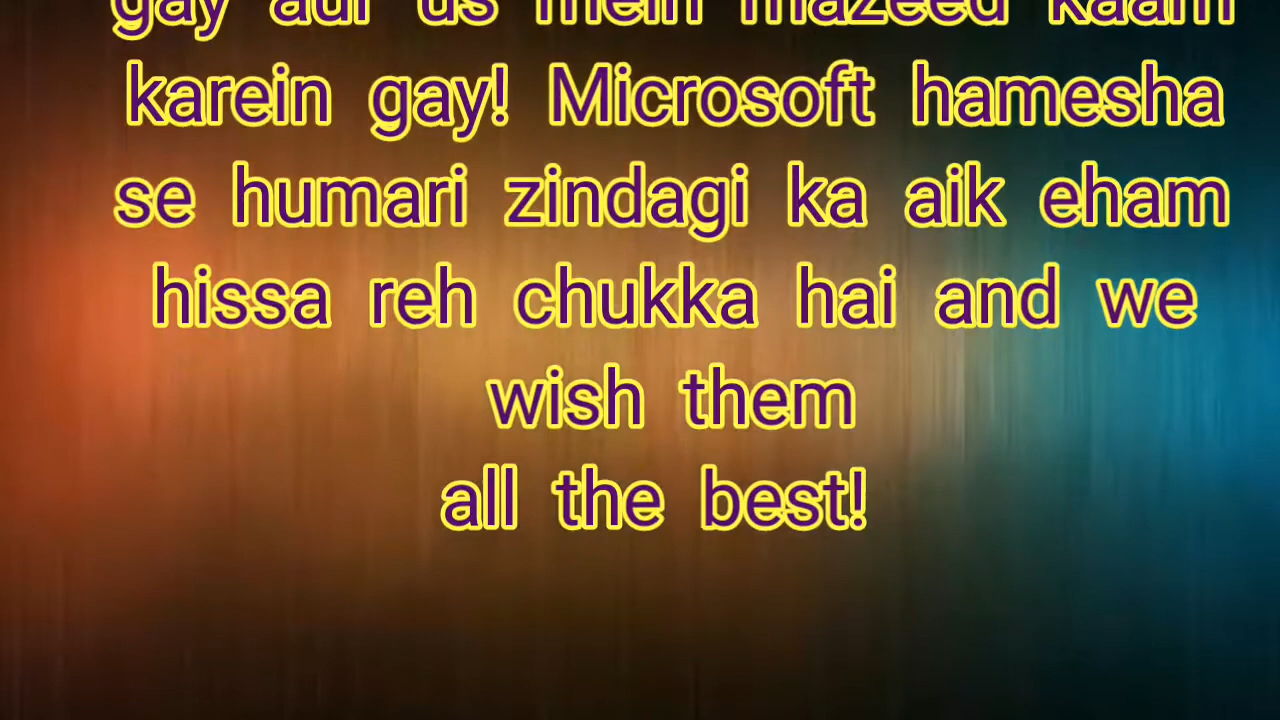 gay aur us mein mazeed kaam
karein gay! Microsoft hamesha
se humari zindagi ka aik eham
hissa reh chukka hai and we
wish them
all the best!